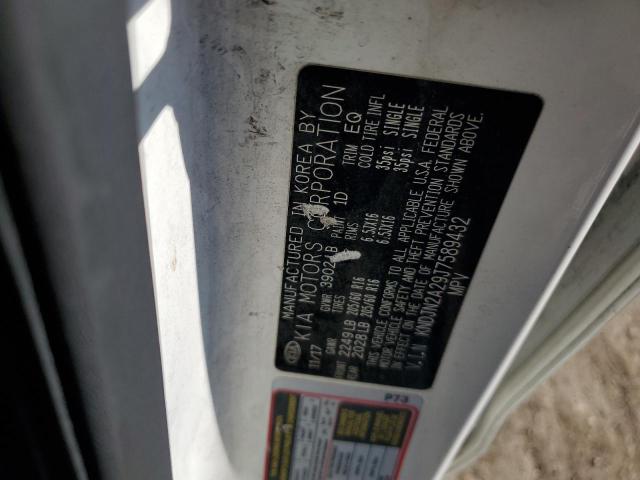 KIA
MANUFACTURED IN KOREA BY
KIA MOTORS CORPORATION
11/17 GVWR 3902LB PAINT 1D TRIM EQ
GAWR TIRES RIMS COLD TIRE INFL
FRONT 2249LB 205/60 R16 6.5JX16 35psi SINGLE
REAR 2028LB 205/60 R16 6.5JX16 35psi SINGLE
THIS VEHICLE CONFORMS TO ALL APPLICABLE U.S.A. FEDERAL
MOTOR VEHICLE SAFETY AND THEFT PREVENTION STANDARDS
IN EFFECT ON THE DATE OF MANUFACTURE SHOWN ABOVE.
V.I.N KNDJN2A29J7569432
MPV
P73